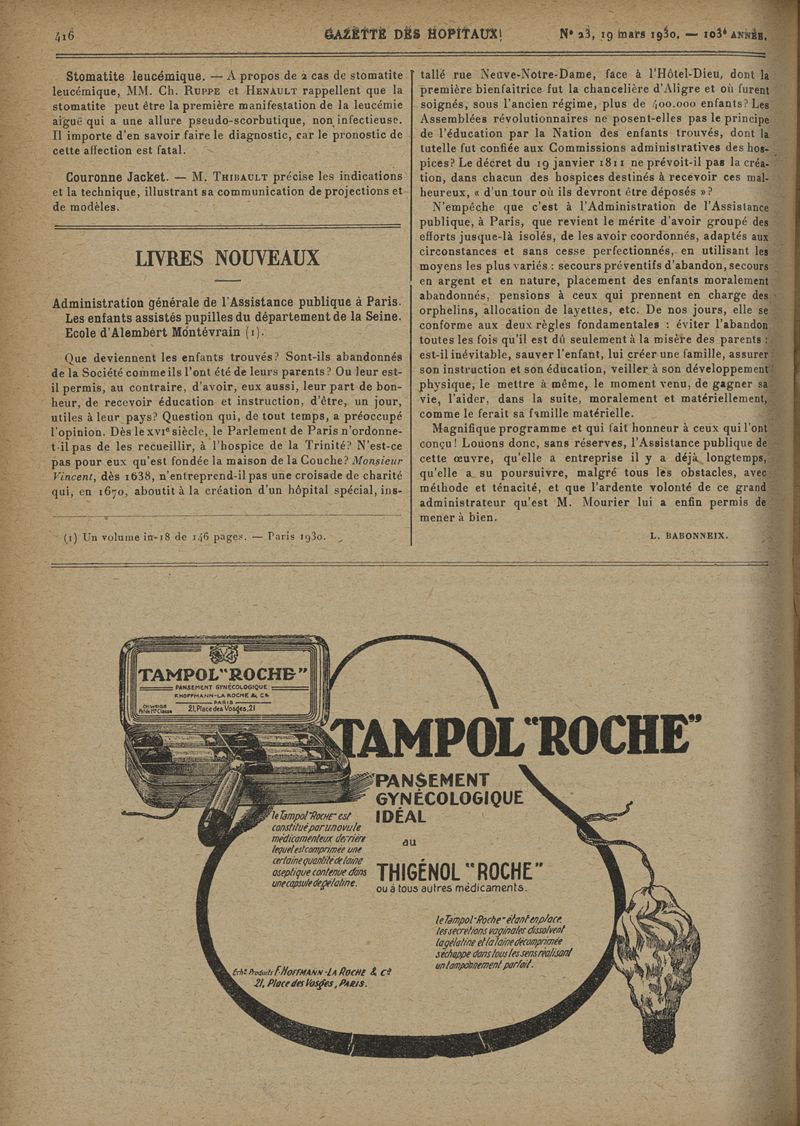 416
GAZETTE DES HOPITAUX
N° 23, 19 mars 1930. — 103e ANNÉE.
Stomatite leucémique. — A propos de 2 cas de stomatite
leucémique, MM. Ch. RUPPE et HENAULT rappellent que la
stomatite peut être la première manifestation de la leucémie
aiguë qui a une allure pseudo-scorbutique, non infectieuse.
Il importe d'en savoir faire le diagnostic, car le pronostic de
cette affection est fatal.
Couronne Jacket. — M. THIBAULT précise les indications
et la technique, illustrant sa communication de projections et
de modèles.
LIVRES NOUVEAUX
Administration générale de l'Assistance publique à Paris.
Les enfants assistés pupilles du département de la Seine.
Ecole d'Alembert Montévrain (1).
Que deviennent les enfants trouvés? Sont-ils abandonnés
de la Société comme ils l'ont été de leurs parents? Ou leur est-
il permis, au contraire, d'avoir, eux aussi, leur part de bon-
heur, de recevoir éducation et instruction, d'être, un jour,
utiles à leur pays? Question qui, de tout temps, a préoccupé
l'opinion. Dès le XVIe siècle, le Parlement de Paris n'ordonne-
t-il pas de les recueillir, à l'hospice de la Trinité? N'est-ce
pas pour eux qu'est fondée la maison de la Couche? Monsieur
Vincent, dès 1638, n'entreprend-il pas une croisade de charité
qui, en 1670, aboutit à la création d'un hôpital spécial, ins-
(1) Un volume in-18 de 146 pages. — Paris 1930.
tallé rue Neuve-Notre-Dame, face à l'Hôtel-Dieu, dont la
première bienfaitrice fut la chancelière d'Aligre et où furent
soignés, sous l'ancien régime, plus de 400.000 enfants? Les
Assemblées révolutionnaires ne posent-elles pas le principe
de l'éducation par la Nation des enfants trouvés, dont la
tutelle fut confiée aux Commissions administratives des hos-
pices? Le décret du 19 janvier 1811 ne prévoit-il pas la créa-
tion, dans chacun des hospices destinés à recevoir ces mal-
heureux, « d'un tour où ils devront être déposés »?
N'empêche que c'est à l'Administration de l'Assistance
publique, à Paris, que revient le mérite d'avoir groupé des
efforts jusque-là isolés, de les avoir coordonnés, adaptés aux
circonstances et sans cesse perfectionnés, en utilisant les
moyens les plus variés : secours préventifs d'abandon, secours
en argent et en nature, placement des enfants moralement
abandonnés, pensions à ceux qui prennent en charge des
orphelins, allocation de layettes, etc. De nos jours, elle se
conforme aux deux règles fondamentales : éviter l'abandon
toutes les fois qu'il est dû seulement à la misère des parents :
est-il inévitable, sauver l'enfant, lui créer une famille, assurer
son instruction et son éducation, veiller à son développement
physique, le mettre à même, le moment venu, de gagner sa
vie, l'aider, dans la suite, moralement et matériellement,
comme le ferait sa famille matérielle.
Magnifique programme et qui fait honneur à ceux qui l'ont
conçu! Louons donc, sans réserves, l'Assistance publique de
cette œuvre, qu'elle a entreprise il y a déjà longtemps,
qu'elle a su poursuivre, malgré tous les obstacles, avec
méthode et ténacité, et que l'ardente volonté de ce grand
administrateur qu'est M. Mourier lui a enfin permis de
mener à bien.
L. BABONNEIX.
TAMPOL "ROCHE"
PANSEMENT GYNÉCOLOGIQUE
F. HOFFMANN-LA ROCHE & Co
PARIS
21, Place des Vosges, 21
TAMPOL "ROCHE"
PANSEMENT
GYNÉCOLOGIQUE
IDÉAL
au
THIGÉNOL "ROCHE"
ou à tous autres médicaments.
le Tampol "ROCHE" est
constitué par un ovule
médicamenteux derrière
lequel est comprimée une
certaine quantité de laine
aseptique contenue dans
une capsule de gélatine.
le Tampol "Roche" étant en place,
les secrétions vaginales dissolvent
la gélatine et la laine décomprimée
s'échappe dans tous les sens réalisant
un tamponnement parfait.
Echt. Produits F. HOFFMANN-LA ROCHE & Co
21, Place des Vosges, PARIS.